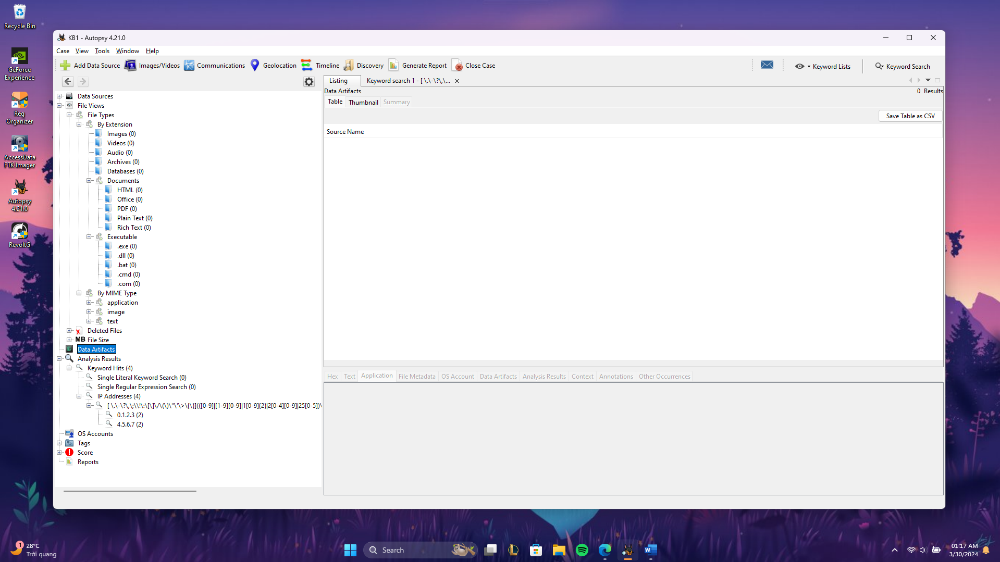 Recycle Bin
GeForce
Experience
Reg
Organizer
AccessData
FTK Imager
Autopsy
4.21.0
RevoltG
KB1 - Autopsy 4.21.0
Case View Tools Window Help
Add Data Source Images/Videos Communications Geolocation Timeline Discovery Generate Report Close Case Keyword Lists Keyword Search
Data Sources
File Views
File Types
By Extension
Images (0)
Videos (0)
Audio (0)
Archives (0)
Databases (0)
Documents
HTML (0)
Office (0)
PDF (0)
Plain Text (0)
Rich Text (0)
Executable
.exe (0)
.dll (0)
.bat (0)
.cmd (0)
.com (0)
By MIME Type
application
image
text
Deleted Files
MB File Size
Data Artifacts
Analysis Results
Keyword Hits (4)
Single Literal Keyword Search (0)
Single Regular Expression Search (0)
IP Addresses (4)
[ \.\-\?\,\;\\!\:\[\]\/\(\)\"\'\>\{\}](([0-9]|[1-9][0-9]|1[0-9]{2}|2[0-4][0-9]|25[0-5])\
0.1.2.3 (2)
4.5.6.7 (2)
OS Accounts
Tags
Score
Reports
Listing Keyword search 1 - [ \.\-\?\,\...
Data Artifacts 0 Results
Table Thumbnail Summary
Save Table as CSV
Source Name
Hex Text Application File Metadata OS Account Data Artifacts Analysis Results Context Annotations Other Occurrences
1
28°C
Trời quang
Search
01:17 AM
3/30/2024